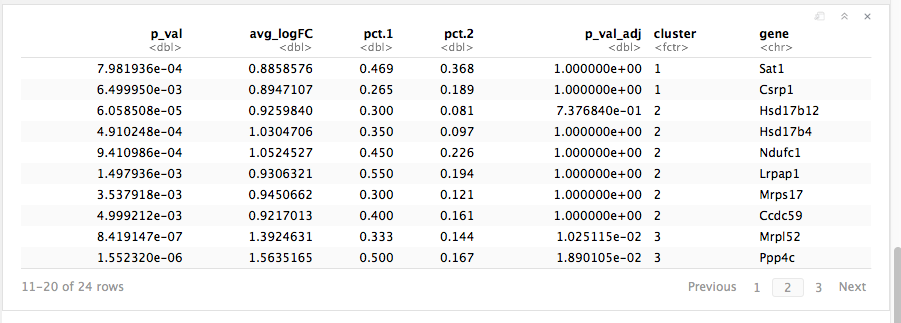 p_val avg_logFC pct.1 pct.2 p_val_adj cluster gene
<dbl> <dbl> <dbl> <dbl> <dbl> <fctr> <chr>
7.981936e-04 0.8858576 0.469 0.368 1.000000e+00 1 Sat1
6.499950e-03 0.8947107 0.265 0.189 1.000000e+00 1 Csrp1
6.058508e-05 0.9259840 0.300 0.081 7.376840e-01 2 Hsd17b12
4.910248e-04 1.0304706 0.350 0.097 1.000000e+00 2 Hsd17b4
9.410986e-04 1.0524527 0.450 0.226 1.000000e+00 2 Ndufc1
1.497936e-03 0.9306321 0.550 0.194 1.000000e+00 2 Lrpap1
3.537918e-03 0.9450662 0.300 0.121 1.000000e+00 2 Mrps17
4.999212e-03 0.9217013 0.400 0.161 1.000000e+00 2 Ccdc59
8.419147e-07 1.3924631 0.333 0.144 1.025115e-02 3 Mrpl52
1.552320e-06 1.5635165 0.500 0.167 1.890105e-02 3 Ppp4c
11-20 of 24 rows Previous 1 2 3 Next